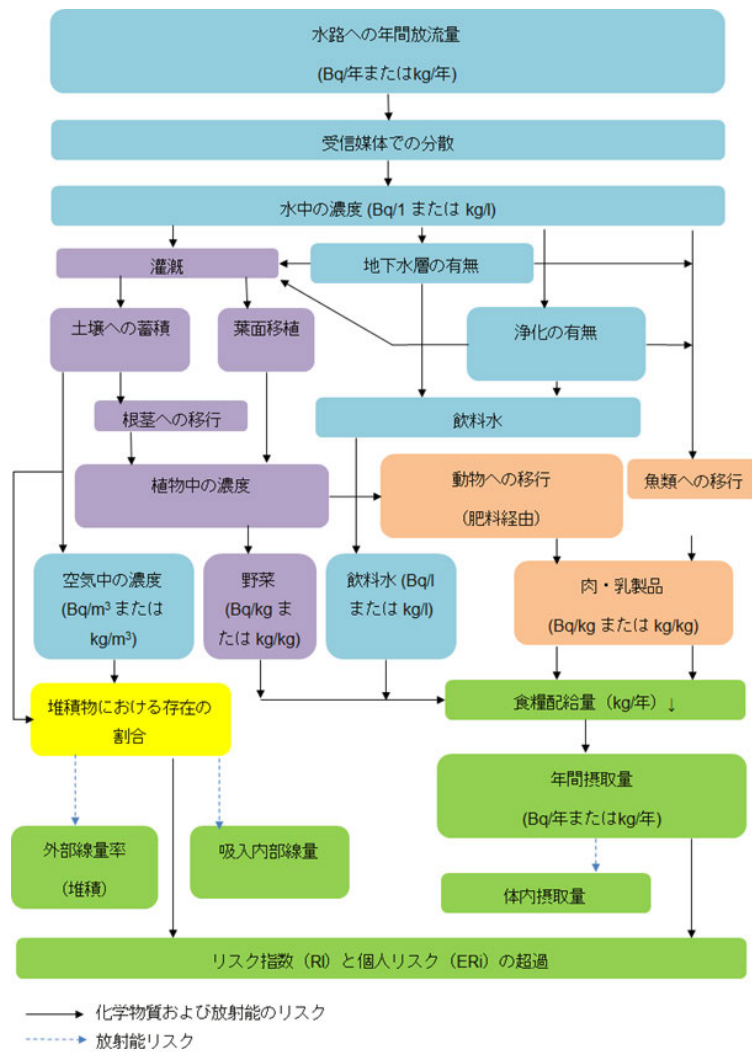 水路への年間放流量
(Bq/年またはkg/年)
受信媒体での分散
水中の濃度 (Bq/1 または kg/l)
灌漑
地下水層の有無
土壌への蓄積
葉面移植
浄化の有無
根茎への移行
飲料水
植物中の濃度
動物への移行
(肥料経由)
魚類への移行
空気中の濃度
(Bq/m³ または
kg/m³)
野菜
(Bq/kg ま
たは kg/kg)
飲料水 (Bq/l
または kg/l)
肉・乳製品
(Bq/kg または kg/kg)
堆積物における存在の
割合
食糧配給量（kg/年）↓
年間摂取量
(Bq/年またはkg/年)
外部線量率
(堆積)
吸入内部線量
体内摂取量
リスク指数（RI）と個人リスク（ERi）の超過
化学物質および放射能のリスク
放射能リスク